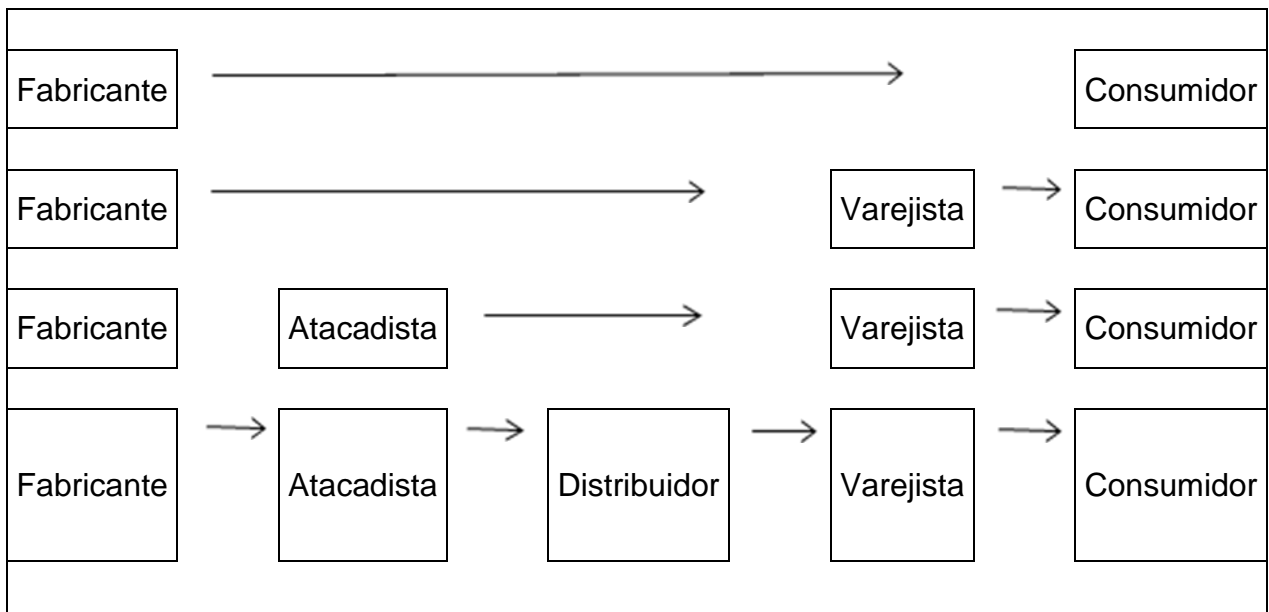 Fabricante Consumidor
Fabricante Varejista Consumidor
Fabricante Atacadista Varejista Consumidor
Fabricante Atacadista Distribuidor Varejista Consumidor